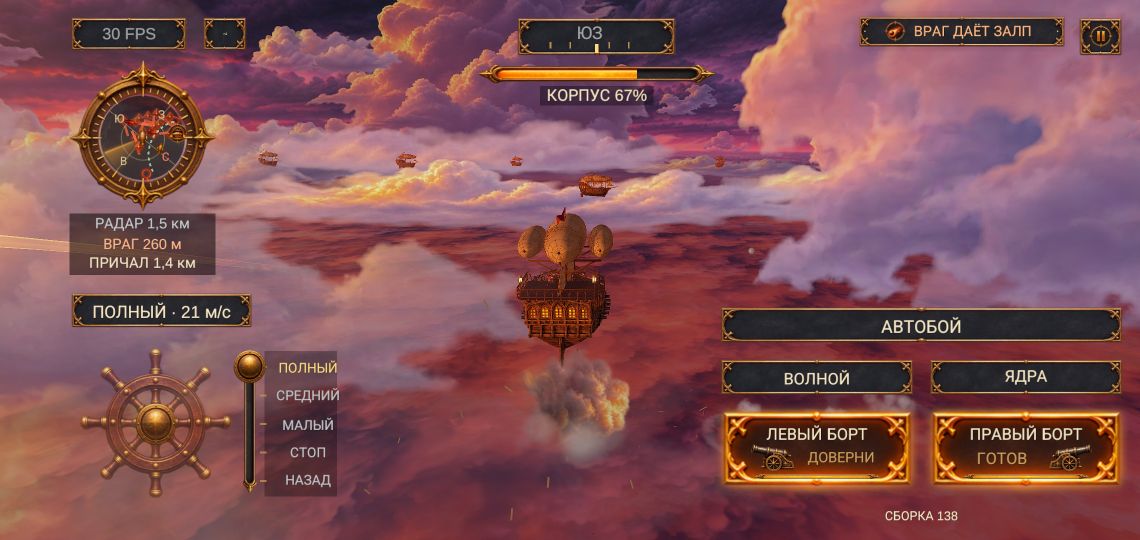 30 FPS
ЮЗ
ВРАГ ДАЁТ ЗАЛП
КОРПУС 67%
Ю
З
В
С
РАДАР 1,5 км
ВРАГ 260 м
ПРИЧАЛ 1,4 км
ПОЛНЫЙ · 21 м/с
ПОЛНЫЙ
СРЕДНИЙ
МАЛЫЙ
СТОП
НАЗАД
АВТОБОЙ
ВОЛНОЙ
ЯДРА
ЛЕВЫЙ БОРТ
ДОВЕРНИ
ПРАВЫЙ БОРТ
ГОТОВ
СБОРКА 138